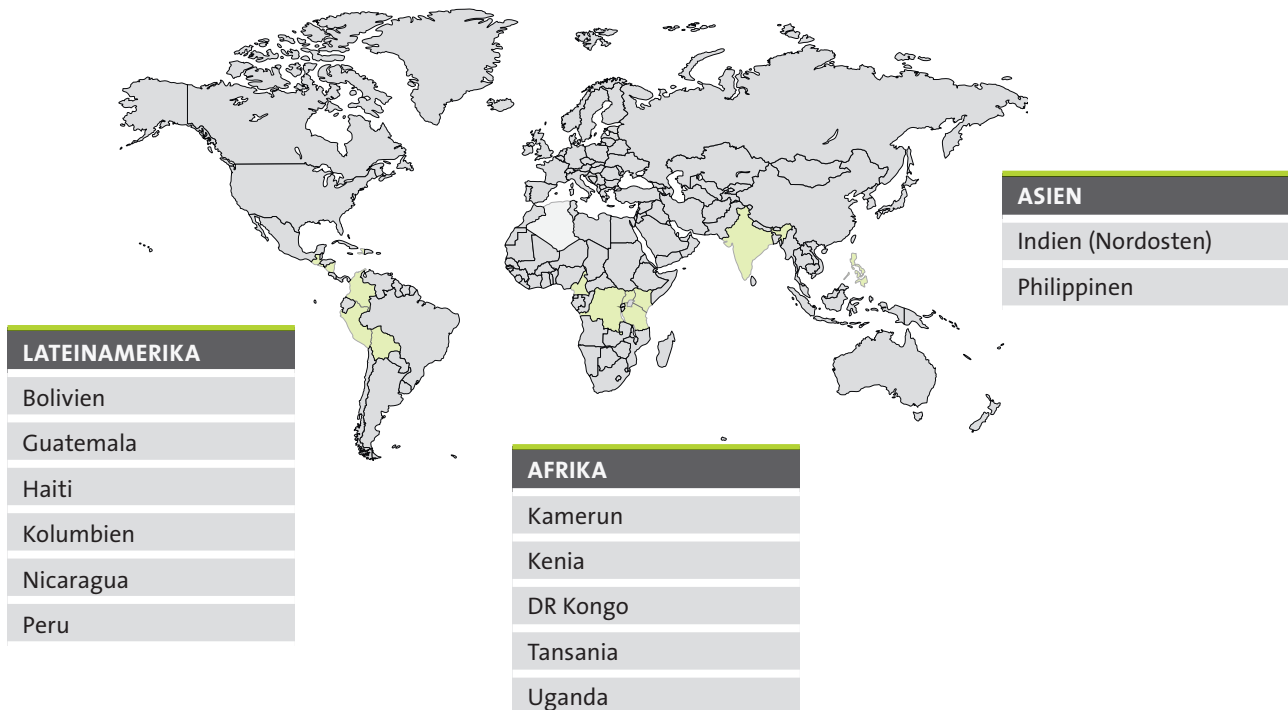 ASIEN
Indien (Nordosten)
Philippinen
LATEINAMERIKA
Bolivien
Guatemala
Haiti
Kolumbien
Nicaragua
Peru
AFRIKA
Kamerun
Kenia
DR Kongo
Tansania
Uganda